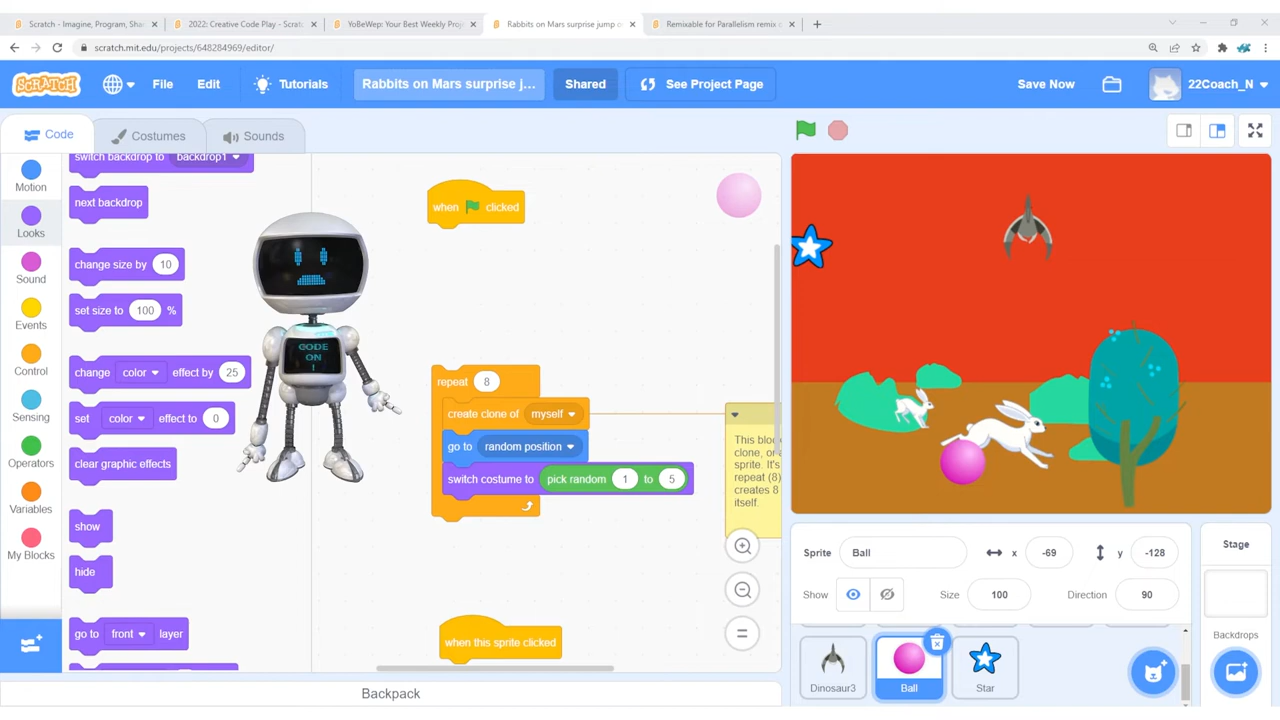 Scratch - Imagine, Program, Shar
2022: Creative Code Play - Scratc
YoBeWep: Your Best Weekly Pro
Rabbits on Mars surprise jump o
Remixable for Parallelism remix c
scratch.mit.edu/projects/648284969/editor/
SCRATCH
File
Edit
Tutorials
Rabbits on Mars surprise j...
Shared
See Project Page
Save Now
22Coach_N
Code
Costumes
Sounds
Motion
Looks
Sound
Events
Control
Sensing
Operators
Variables
My Blocks
switch backdrop to backdrop1
next backdrop
change size by 10
set size to 100 %
change color effect by 25
set color effect to 0
clear graphic effects
show
hide
go to front layer
CODE
ON
!
when clicked
repeat 8
create clone of myself
go to random position
switch costume to pick random 1 to 5
This bloc
clone, or
sprite. It's
repeat (8)
creates 8
itself.
when this sprite clicked
Backpack
Sprite Ball x -69 y -128
Show Size 100 Direction 90
Dinosaur3
Ball
Star
Stage
Backdrops